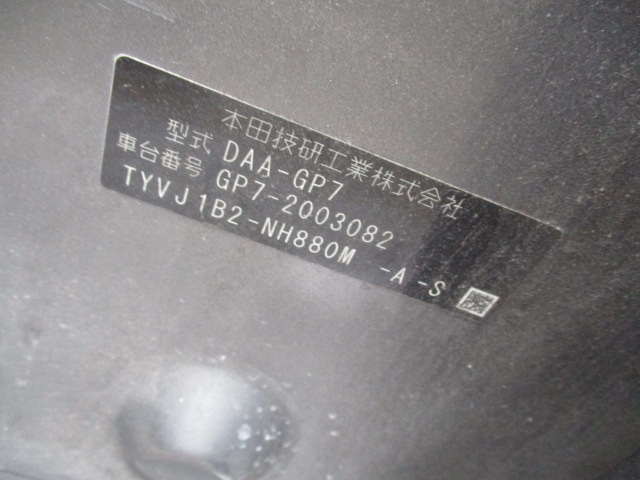 本田技研工業株式会社
型式 DAA-GP7
車台番号 GP7-2003082
TYVJ1B2-NH880M -A -S